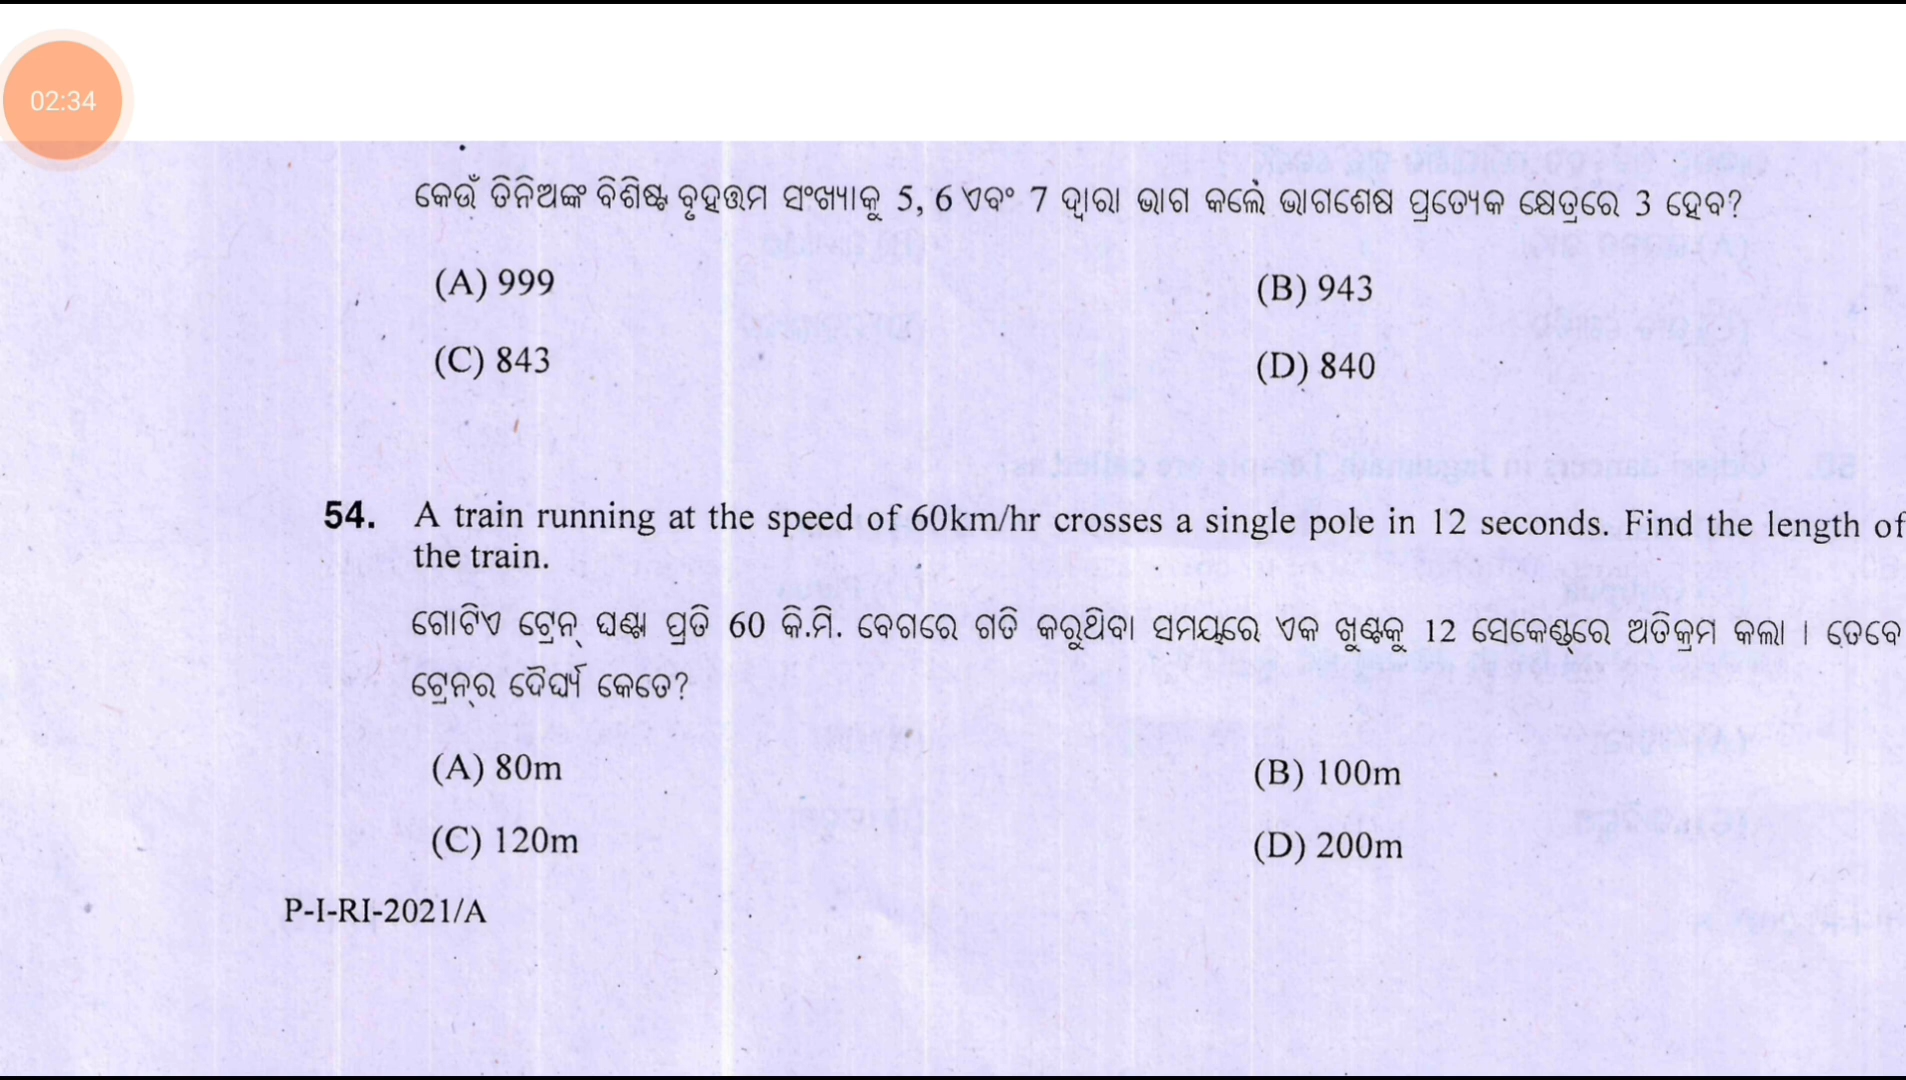 02:34
କେଉଁ ତିନିଅଙ୍କ ବିଶିଷ୍ଟ ବୃହତ୍ତମ ସଂଖ୍ୟାକୁ 5, 6 ଏବଂ 7 ଦ୍ୱାରା ଭାଗ କଲେ ଭାଗଶେଷ ପ୍ରତ୍ୟେକ କ୍ଷେତ୍ରରେ 3 ହେବ?
(A) 999 (B) 943
(C) 843 (D) 840
54. A train running at the speed of 60km/hr crosses a single pole in 12 seconds. Find the length of
the train.
ଗୋଟିଏ ଟ୍ରେନ୍ ଘଣ୍ଟା ପ୍ରତି 60 କି.ମି. ବେଗରେ ଗତି କରୁଥିବା ସମୟରେ ଏକ ଖୁଣ୍ଟକୁ 12 ସେକେଣ୍ଡରେ ଅତିକ୍ରମ କଲା । ତେବେ
ଟ୍ରେନ୍‌ର ଦୈର୍ଘ୍ୟ କେତେ?
(A) 80m (B) 100m
(C) 120m (D) 200m
P-I-RI-2021/A